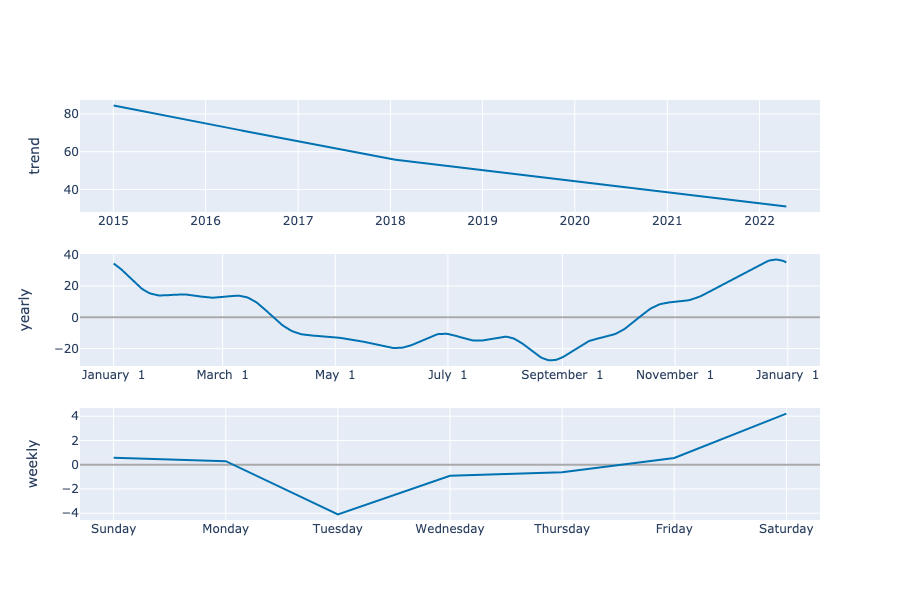 80
60
40
trend
2015 2016 2017 2018 2019 2020 2021 2022
40
20
0
−20
yearly
January 1 March 1 May 1 July 1 September 1 November 1 January 1
4
2
0
−2
−4
weekly
Sunday Monday Tuesday Wednesday Thursday Friday Saturday